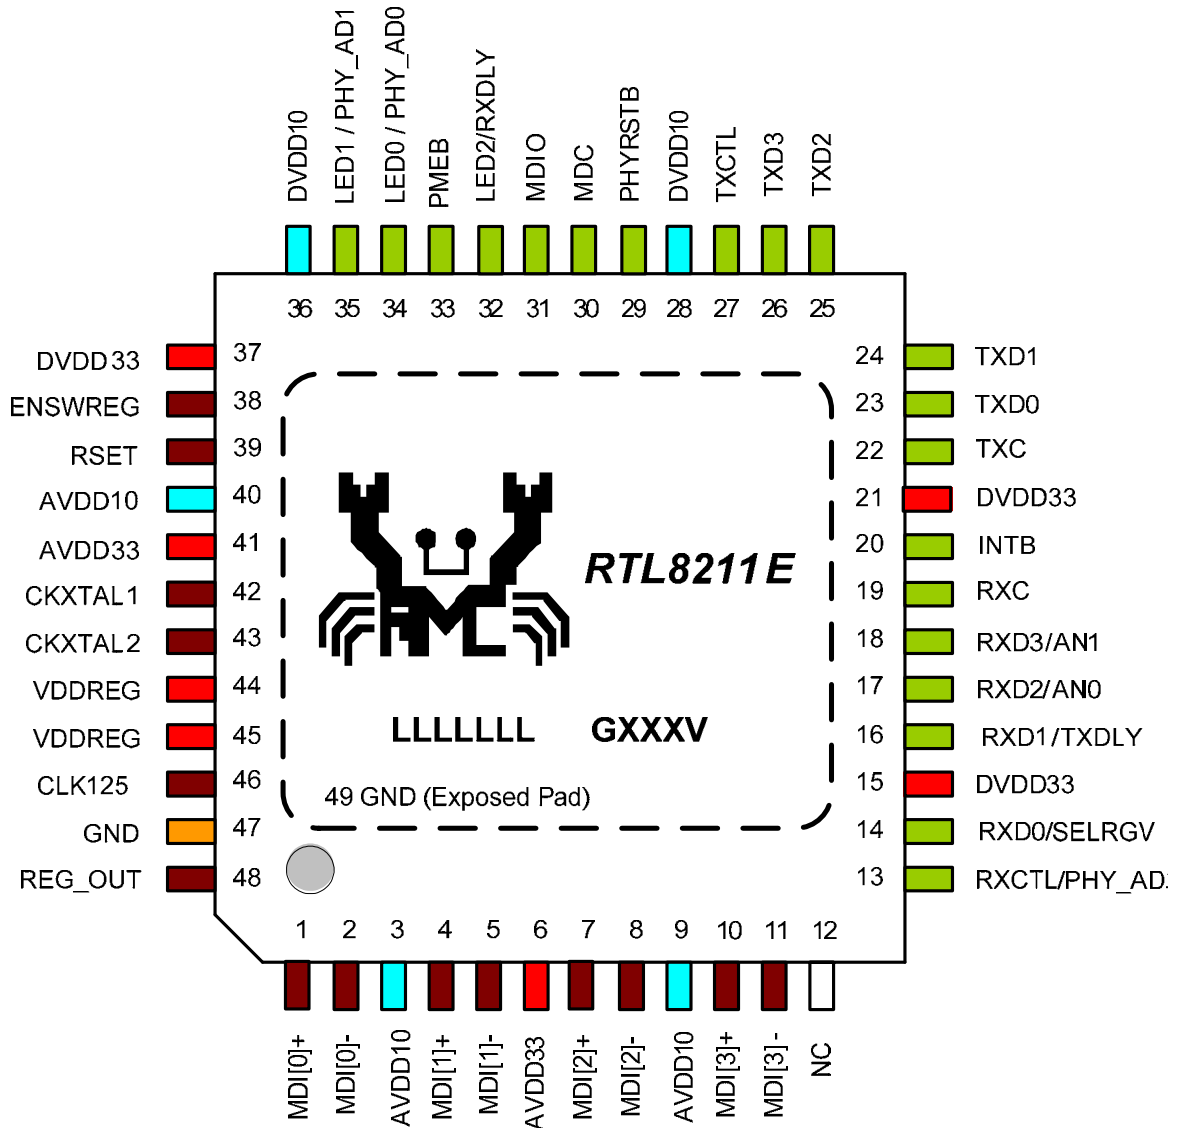 DVDD10
LED1 / PHY_AD1
LED0 / PHY_AD0
PMEB
LED2/RXDLY
MDIO
MDC
PHYRSTB
DVDD10
TXCTL
TXD3
TXD2
36 35 34 33 32 31 30 29 28 27 26 25
DVDD33 37
ENSWREG 38
RSET 39
AVDD10 40
AVDD33 41
CKXTAL1 42
CKXTAL2 43
VDDREG 44
VDDREG 45
CLK125 46
GND 47
REG_OUT 48
RTL8211E
LLLLLLL GXXXV
49 GND (Exposed Pad)
24 TXD1
23 TXD0
22 TXC
21 DVDD33
20 INTB
19 RXC
18 RXD3/AN1
17 RXD2/AN0
16 RXD1/TXDLY
15 DVDD33
14 RXD0/SELRGV
13 RXCTL/PHY_AD
1 2 3 4 5 6 7 8 9 10 11 12
MDI[0]+
MDI[0]-
AVDD10
MDI[1]+
MDI[1]-
AVDD33
MDI[2]+
MDI[2]-
AVDD10
MDI[3]+
MDI[3]-
NC